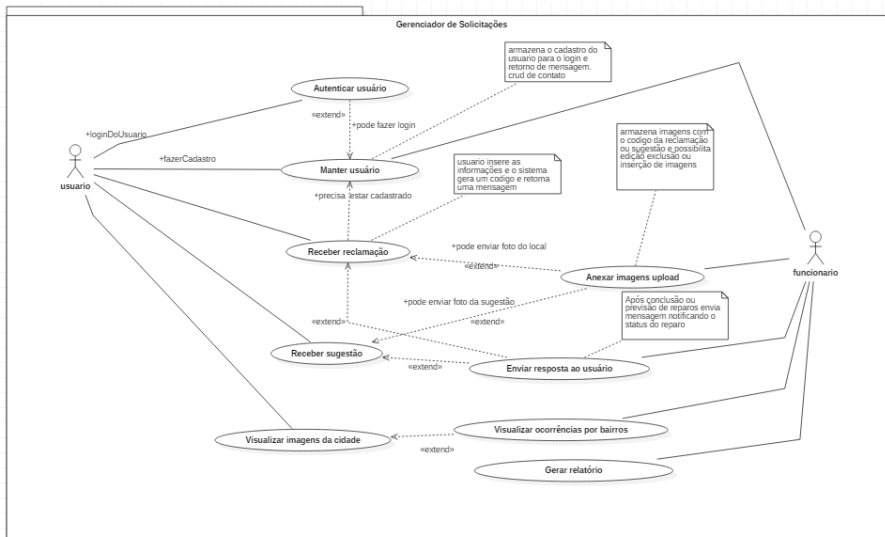 Gerenciador de Solicitações
armazena o cadastro do
usuario para o login e
retorno de mensagem.
crud de contato
Autenticar usuário
«extend»
+pode fazer login
+loginDoUsuario
+fazerCadastro
usuario
Manter usuário
armazena imagens com
o codigo da reclamação
ou sugestão e possibilita
edição exclusão ou
inserção de imagens
usuario insere as
informações e o sistema
gera um codigo e retorna
uma mensagem
+precisa estar cadastrado
Receber reclamação
+pode enviar foto do local
«extend»
Anexar imagens upload
funcionario
+pode enviar foto da sugestão
«extend»
«extend»
Após conclusão ou
previsão de reparos envia
mensagem notificando o
status do reparo
Receber sugestão
«extend»
Enviar resposta ao usuário
Visualizar imagens da cidade
«extend»
Visualizar ocorrências por bairros
Gerar relatório